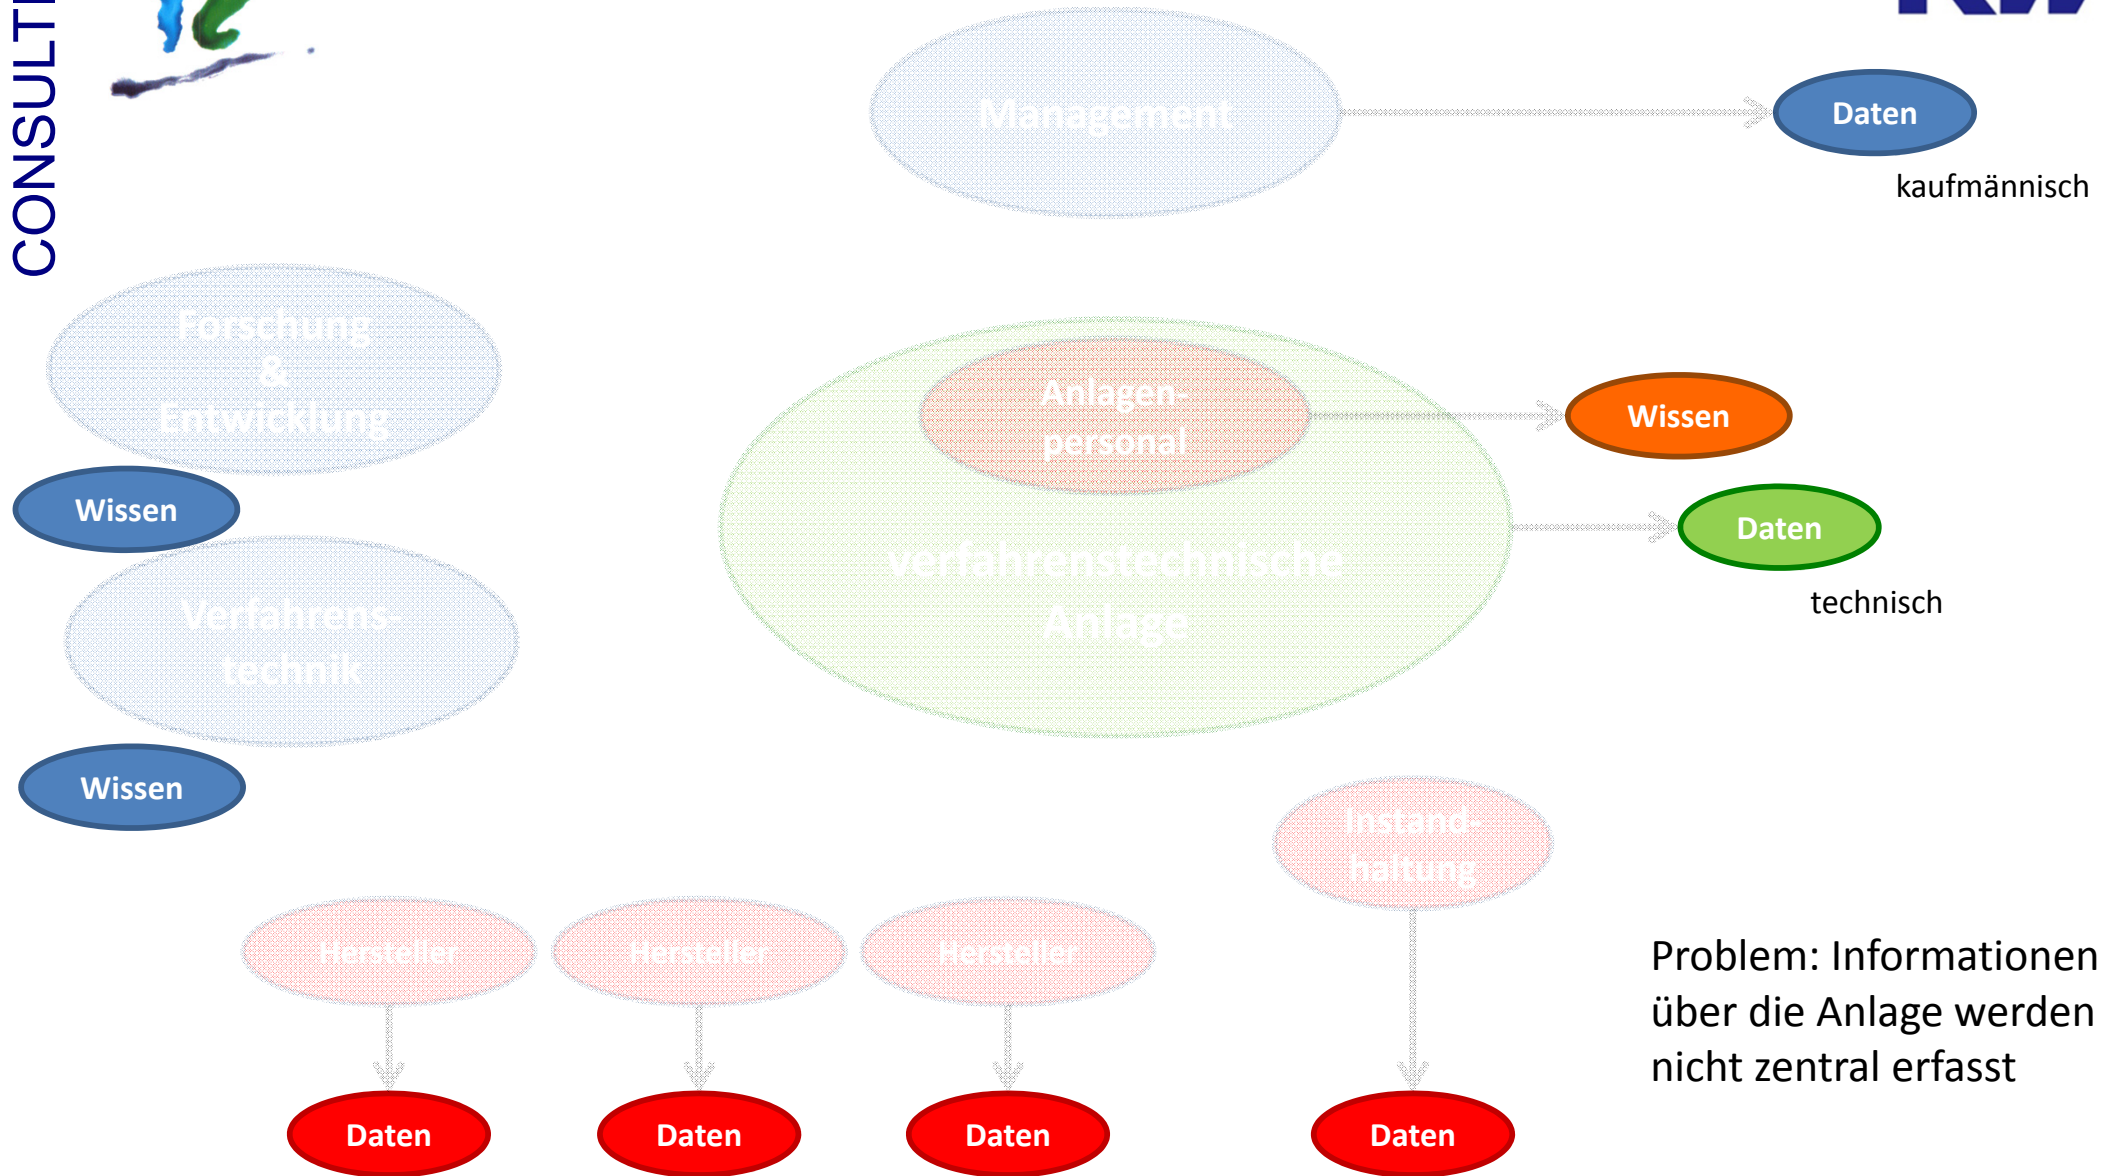 CONSULTI
Management
Daten
kaufmännisch
Forschung
&
Entwicklung
Wissen
Verfahrens-
technik
Wissen
Anlagen-
personal
Wissen
verfahrenstechnische
Anlage
Daten
technisch
Instand-
haltung
Hersteller
Hersteller
Hersteller
Daten
Daten
Daten
Daten
Problem: Informationen
über die Anlage werden
nicht zentral erfasst